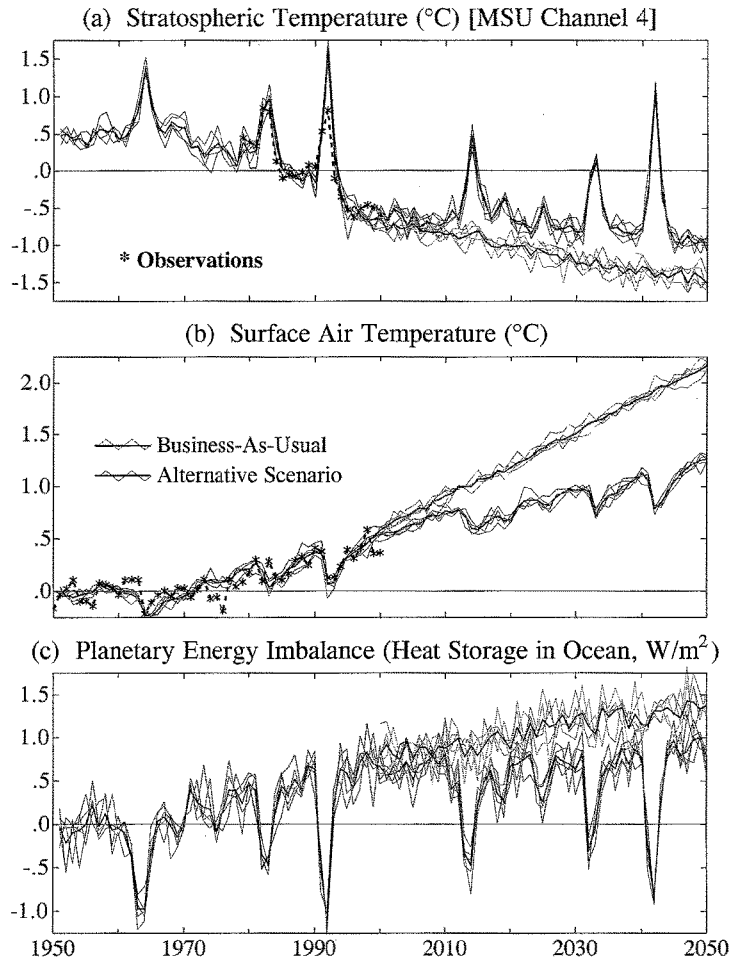 (a) Stratospheric Temperature (°C) [MSU Channel 4]
1.5
1.0
.5
.0
-.5
-1.0
-1.5
* Observations
(b) Surface Air Temperature (°C)
2.0
1.5
1.0
.5
.0
Business-As-Usual
Alternative Scenario
(c) Planetary Energy Imbalance (Heat Storage in Ocean, W/m²)
1.5
1.0
.5
.0
-.5
-1.0
1950 1970 1990 2010 2030 2050